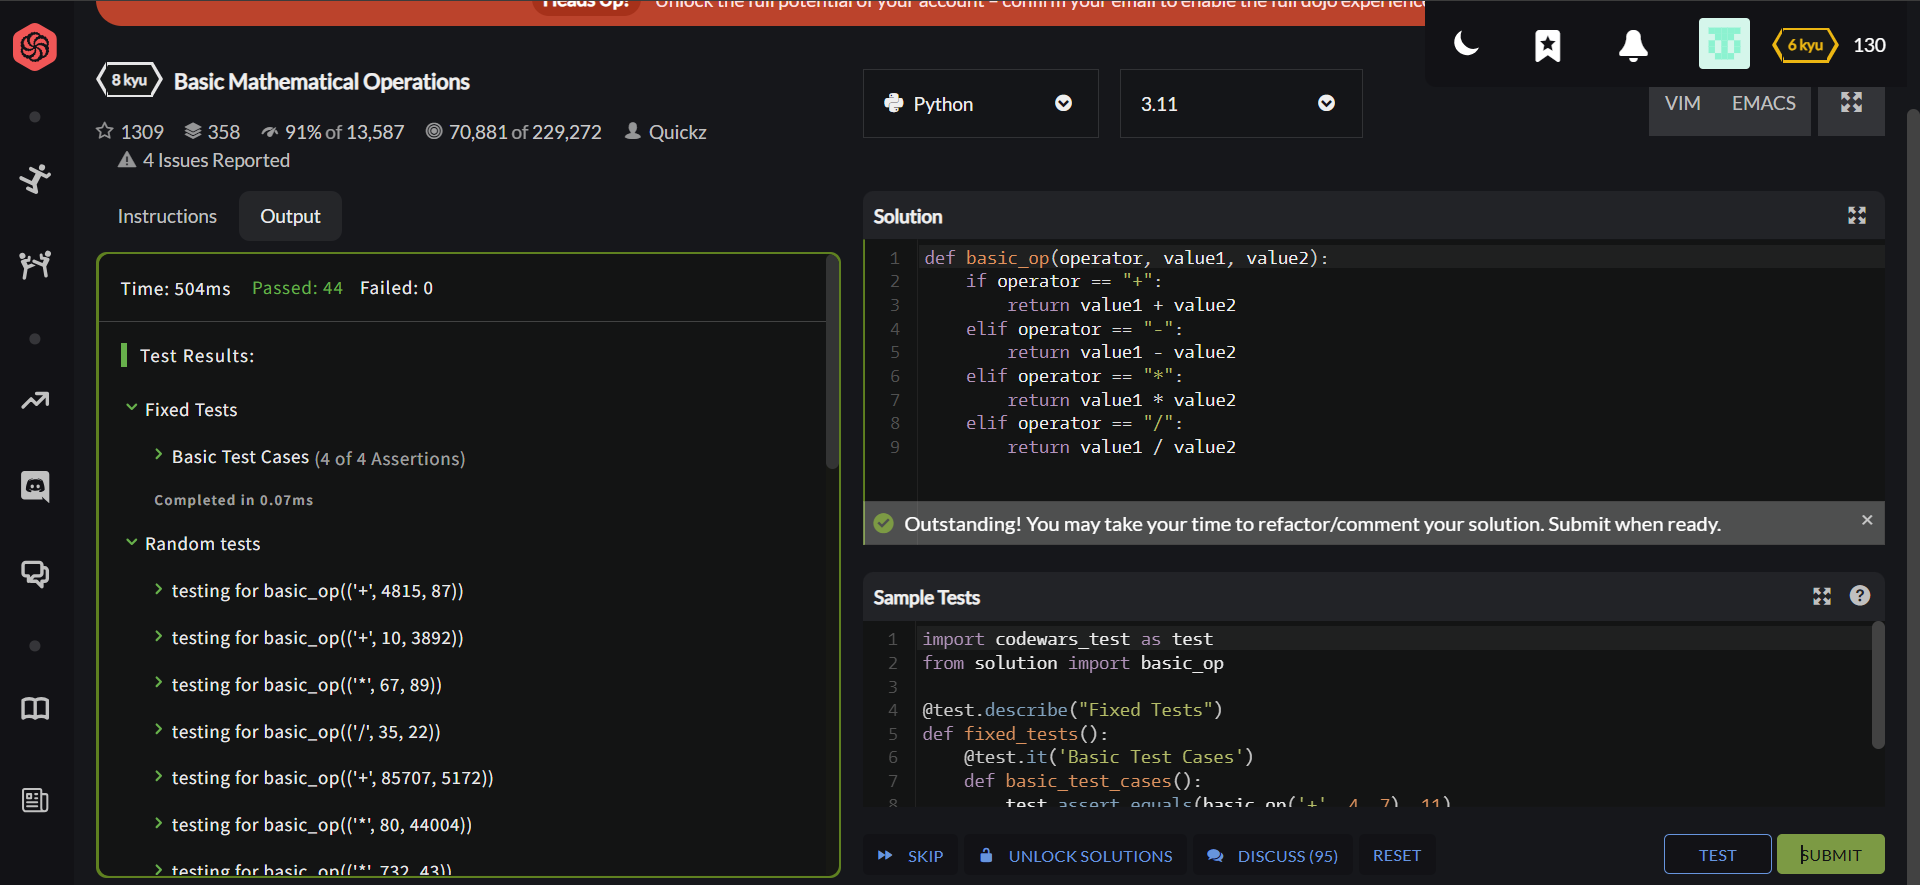 Heads Up! Unlock the full potential of your account – confirm your email to enable the full dojo experience
6 kyu 130
8 kyu Basic Mathematical Operations
1309 358 91% of 13,587 70,881 of 229,272 Quickz
4 Issues Reported
Python 3.11 VIM EMACS
Instructions Output
Time: 504ms Passed: 44 Failed: 0
Test Results:
Fixed Tests
Basic Test Cases (4 of 4 Assertions)
Completed in 0.07ms
Random tests
testing for basic_op(('+', 4815, 87))
testing for basic_op(('+', 10, 3892))
testing for basic_op(('*', 67, 89))
testing for basic_op(('/', 35, 22))
testing for basic_op(('+', 85707, 5172))
testing for basic_op(('*', 80, 44004))
testing for basic_op(('*', 732, 43))
Solution
1 def basic_op(operator, value1, value2):
2     if operator == "+":
3         return value1 + value2
4     elif operator == "-":
5         return value1 - value2
6     elif operator == "*":
7         return value1 * value2
8     elif operator == "/":
9         return value1 / value2
Outstanding! You may take your time to refactor/comment your solution. Submit when ready. ×
Sample Tests ?
1 import codewars_test as test
2 from solution import basic_op
3
4 @test.describe("Fixed Tests")
5 def fixed_tests():
6     @test.it('Basic Test Cases')
7     def basic_test_cases():
8         test.assert_equals(basic_op('+', 4, 7), 11)
SKIP UNLOCK SOLUTIONS DISCUSS (95) RESET TEST SUBMIT